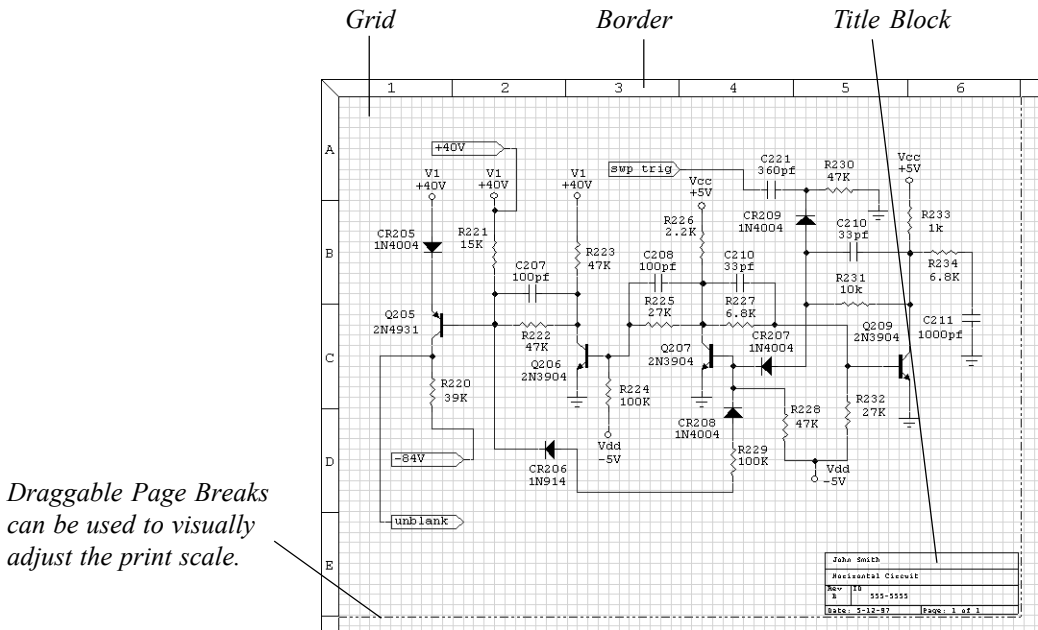 Grid Border Title Block
1 2 3 4 5 6
A
+40V
swp trig
C221
360pf
R230
47K
Vcc
+5V
V1
+40V
V1
+40V
V1
+40V
Vcc
+5V
CR209
1N4004
R233
1k
B
CR205
1N4004
R221
15K
R223
47K
R226
2.2K
C210
33pf
C207
100pf
C208
100pf
C210
33pf
R234
6.8K
R231
10k
R225
27K
R227
6.8K
C
Q205
2N4931
R222
47K
Q206
2N3904
Q207
2N3904
CR207
1N4004
Q209
2N3904
C211
1000pf
R220
39K
R224
100K
CR208
1N4004
R228
47K
R232
27K
D
-84V
CR206
1N914
Vdd
-5V
R229
100K
Vdd
-5V
unblank
E
Draggable Page Breaks
can be used to visually
adjust the print scale.
John Smith
Horizontal Circuit
Rev ID
555-5555
Date: 5-12-97 Page: 1 of 1